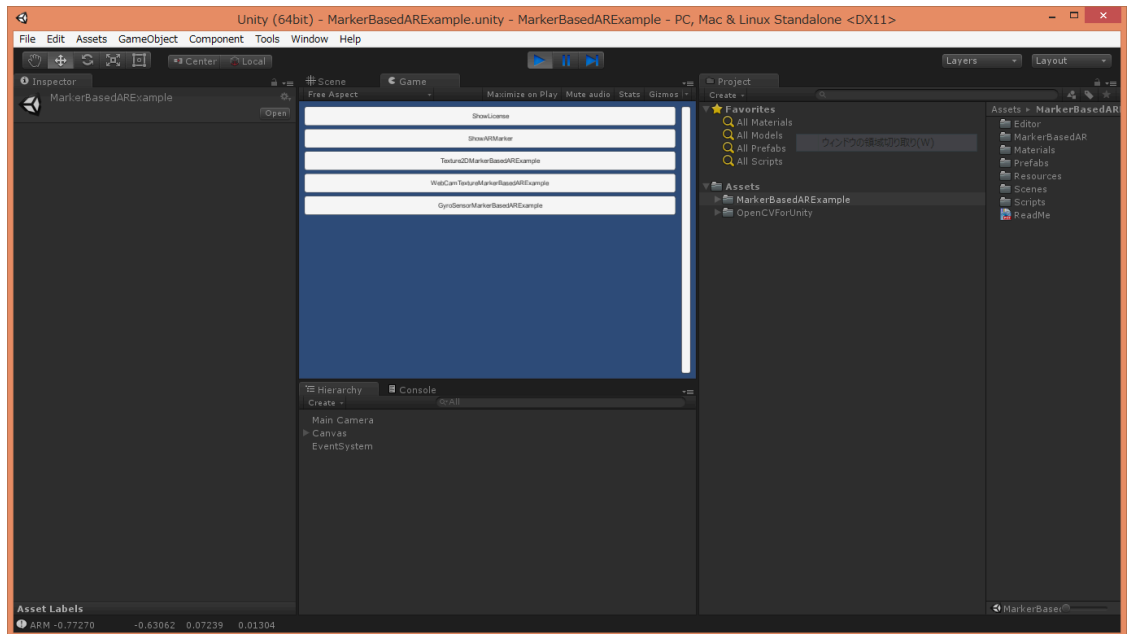 Unity (64bit) - MarkerBasedARExample.unity - MarkerBasedARExample - PC, Mac & Linux Standalone <DX11>
File Edit Assets GameObject Component Tools Window Help
Center Local
Layers Layout
Inspector
MarkerBasedARExample
Open
Asset Labels
Scene Game
Free Aspect Maximize on Play Mute audio Stats Gizmos
ShowLicense
ShowARMarker
Texture2DMarkerBasedARExample
WebCamTextureMarkerBasedARExample
GyroSensorMarkerBasedARExample
Hierarchy Console
Create All
Main Camera
Canvas
EventSystem
Project
Create
Favorites
All Materials
All Models
All Prefabs
All Scripts
ウィンドウの領域切り取り(W)
Assets
MarkerBasedARExample
OpenCVForUnity
Assets MarkerBasedAR
Editor
MarkerBasedAR
Materials
Prefabs
Resources
Scenes
Scripts
ReadMe
MarkerBase
ARM -0.77270 -0.63062 0.07239 0.01304